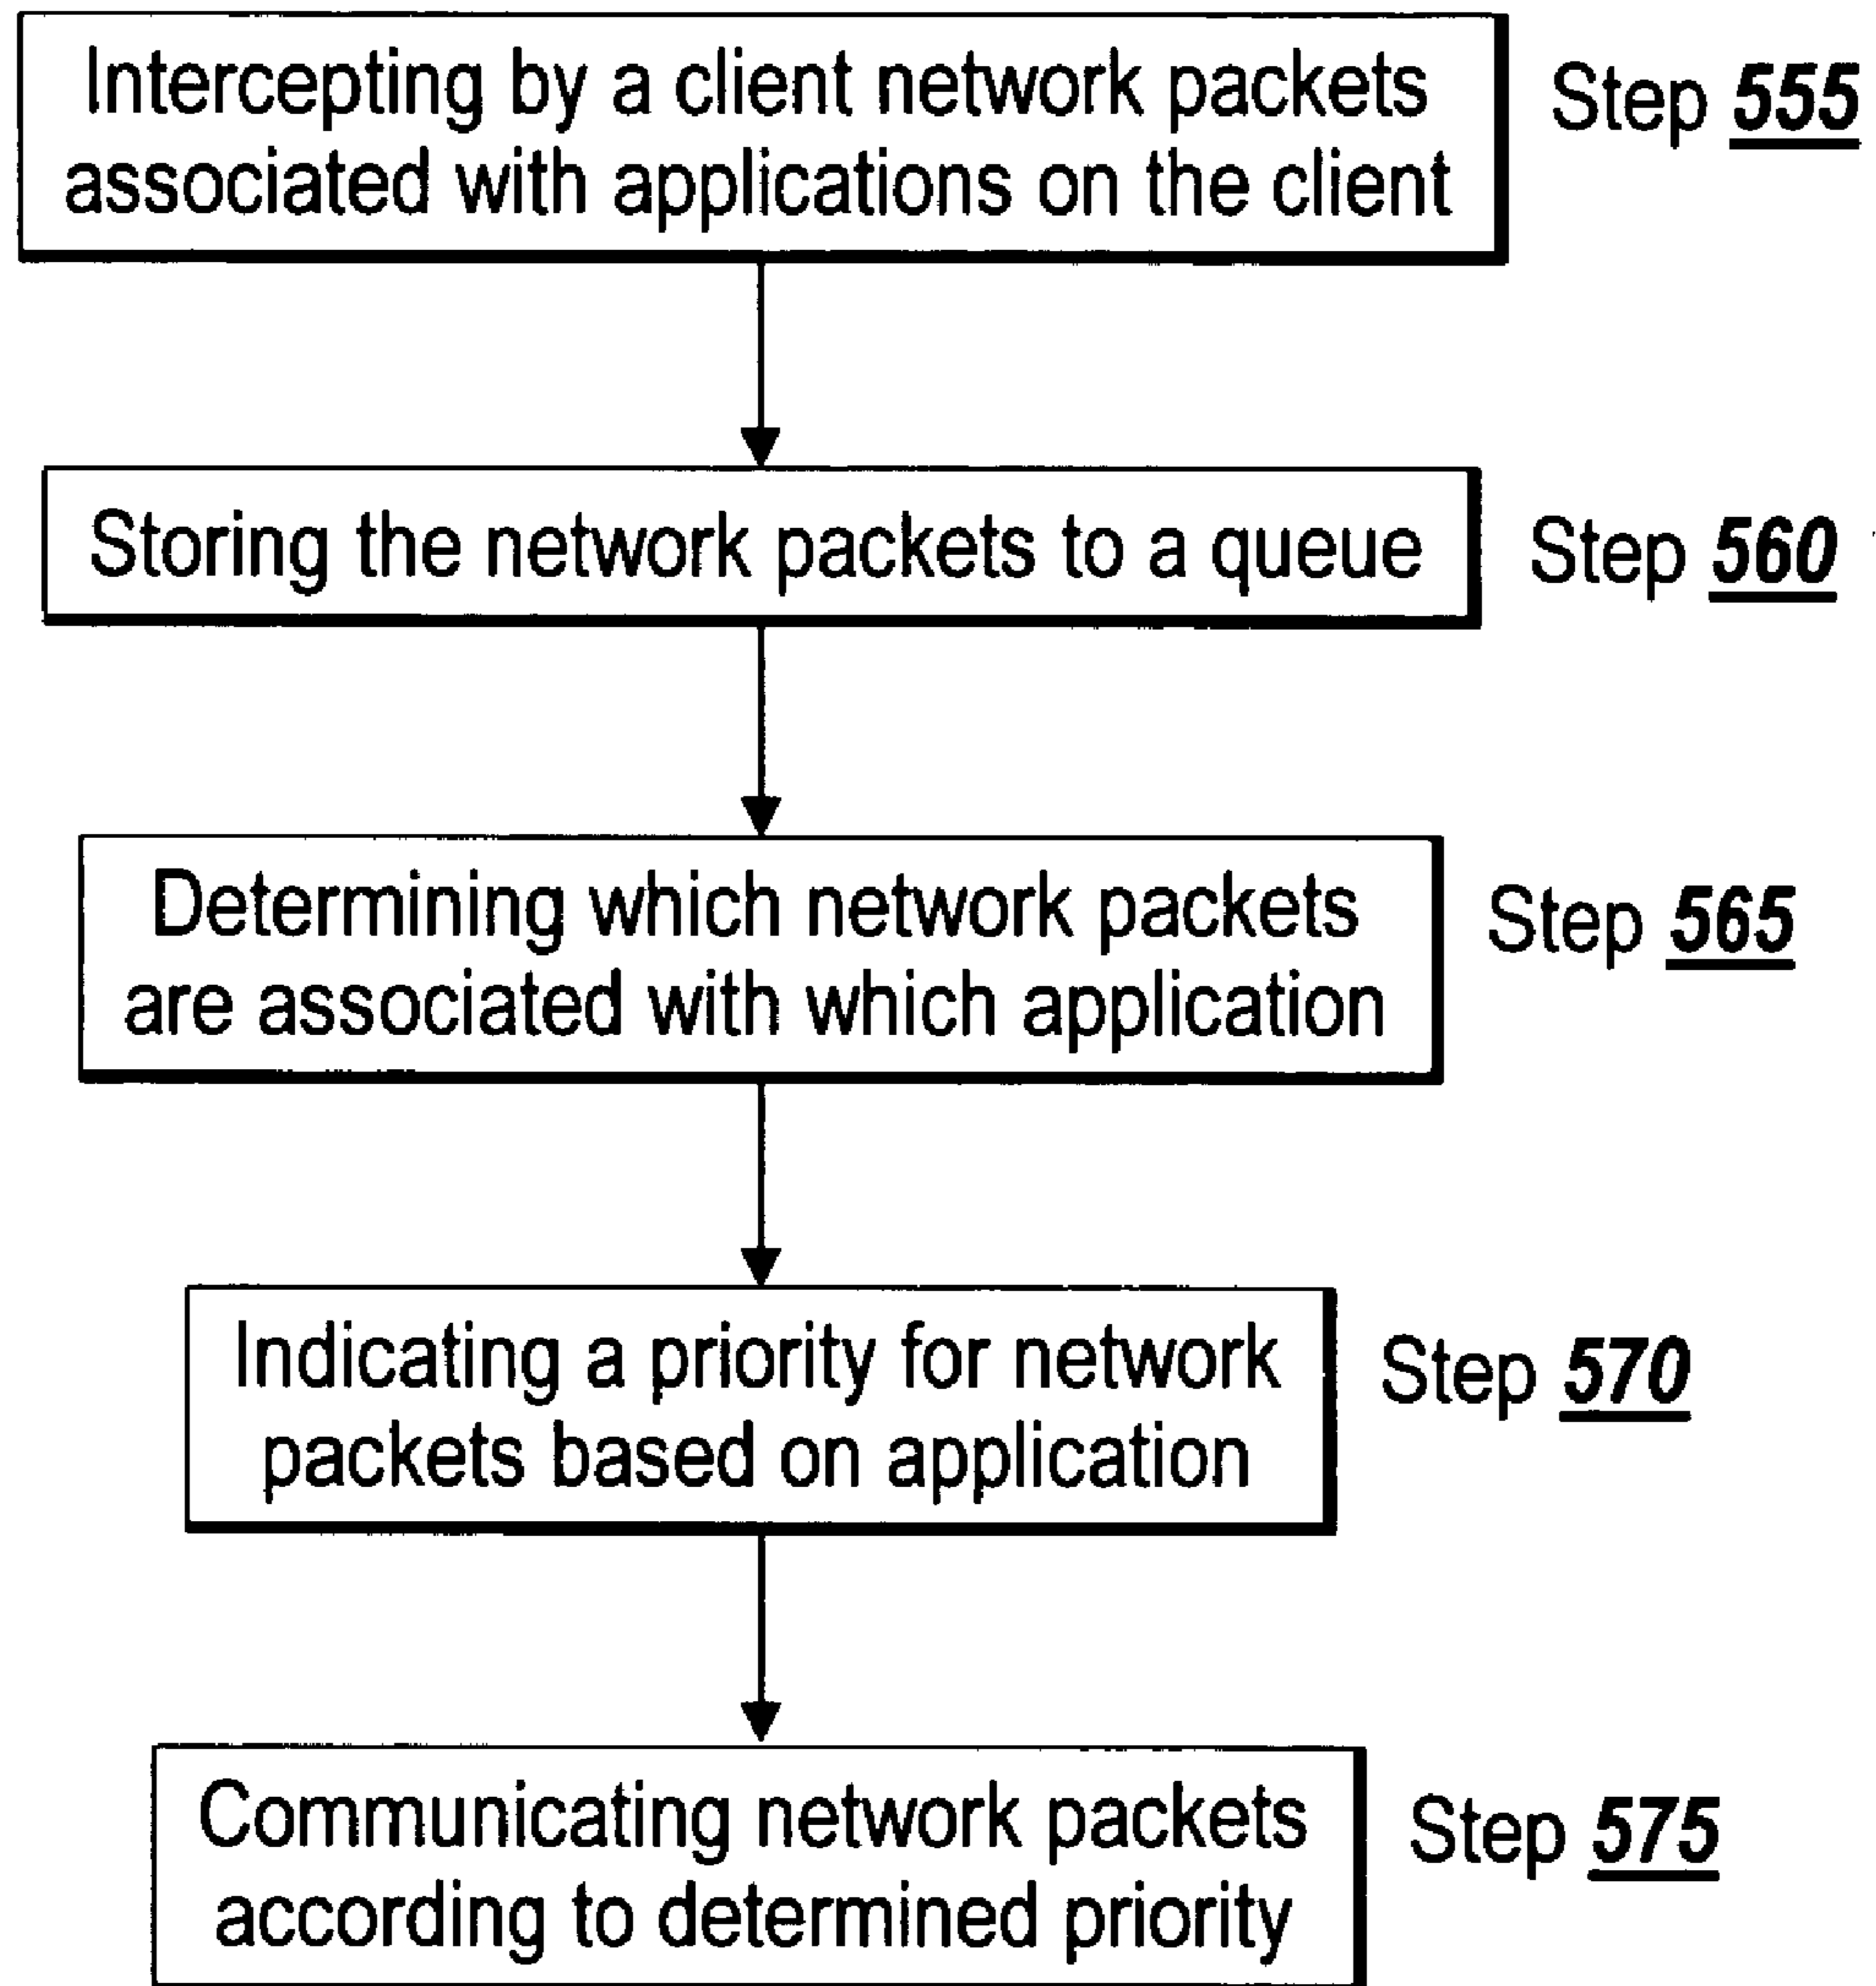 Intercepting by a client network packets
associated with applications on the client
Step 555
Storing the network packets to a queue
Step 560
Determining which network packets
are associated with which application
Step 565
Indicating a priority for network
packets based on application
Step 570
Communicating network packets
according to determined priority
Step 575